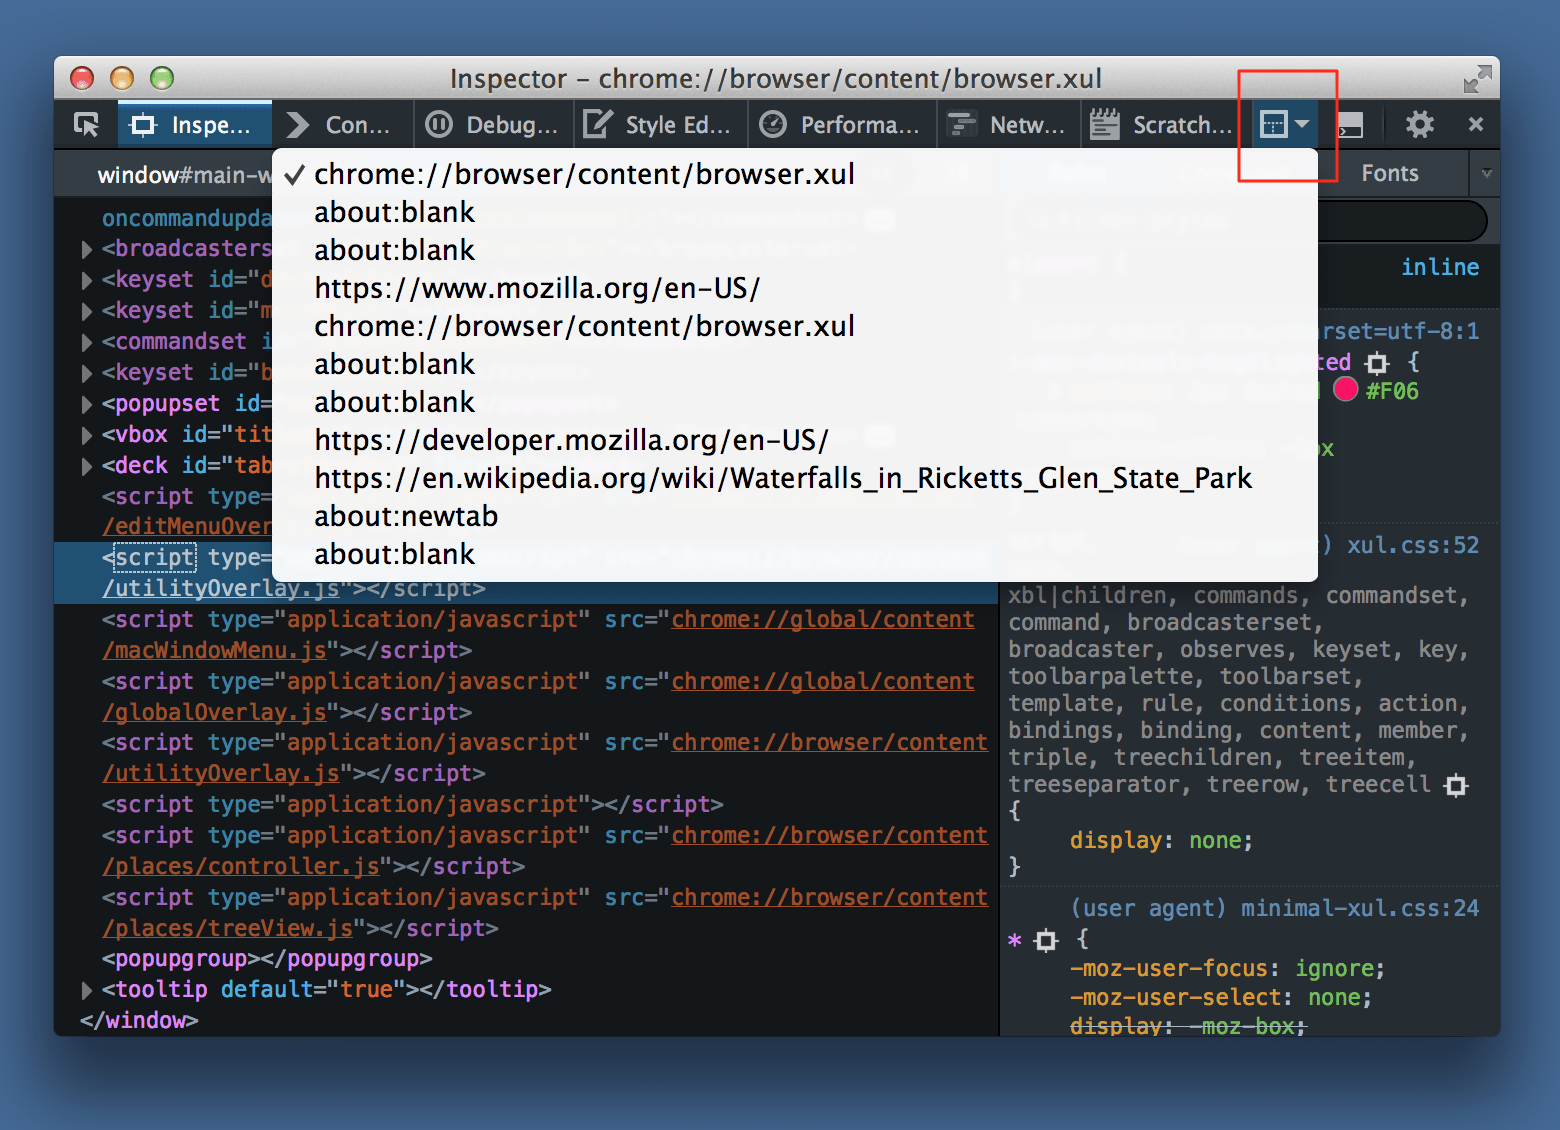 Inspector – chrome://browser/content/browser.xul
Inspe... Con... Debug... Style Ed... Performa... Netw... Scratch...
window#main-w Fonts
✓ chrome://browser/content/browser.xul
about:blank
about:blank
https://www.mozilla.org/en-US/
chrome://browser/content/browser.xul
about:blank
about:blank
https://developer.mozilla.org/en-US/
https://en.wikipedia.org/wiki/Waterfalls_in_Ricketts_Glen_State_Park
about:newtab
about:blank
oncommandupda
<broadcasters
<keyset id="d
<keyset id="m
<commandset i
<keyset id="b
<popupset id=
<vbox id="tit
<deck id="tab
<script type=
/editMenuOver
<script type=
/utilityOverlay.js"></script>
<script type="application/javascript" src="chrome://global/content
/macWindowMenu.js"></script>
<script type="application/javascript" src="chrome://global/content
/globalOverlay.js"></script>
<script type="application/javascript" src="chrome://browser/content
/utilityOverlay.js"></script>
<script type="application/javascript"></script>
<script type="application/javascript" src="chrome://browser/content
/places/controller.js"></script>
<script type="application/javascript" src="chrome://browser/content
/places/treeView.js"></script>
<popupgroup></popupgroup>
<tooltip default="true"></tooltip>
</window>
inline
arset=utf-8:1
ted {
#F06
ox
) xul.css:52
xbl|children, commands, commandset,
command, broadcasterset,
broadcaster, observes, keyset, key,
toolbarpalette, toolbarset,
template, rule, conditions, action,
bindings, binding, content, member,
triple, treechildren, treeitem,
treeseparator, treerow, treecell
{
display: none;
}
(user agent) minimal-xul.css:24
* {
-moz-user-focus: ignore;
-moz-user-select: none;
display: -moz-box;